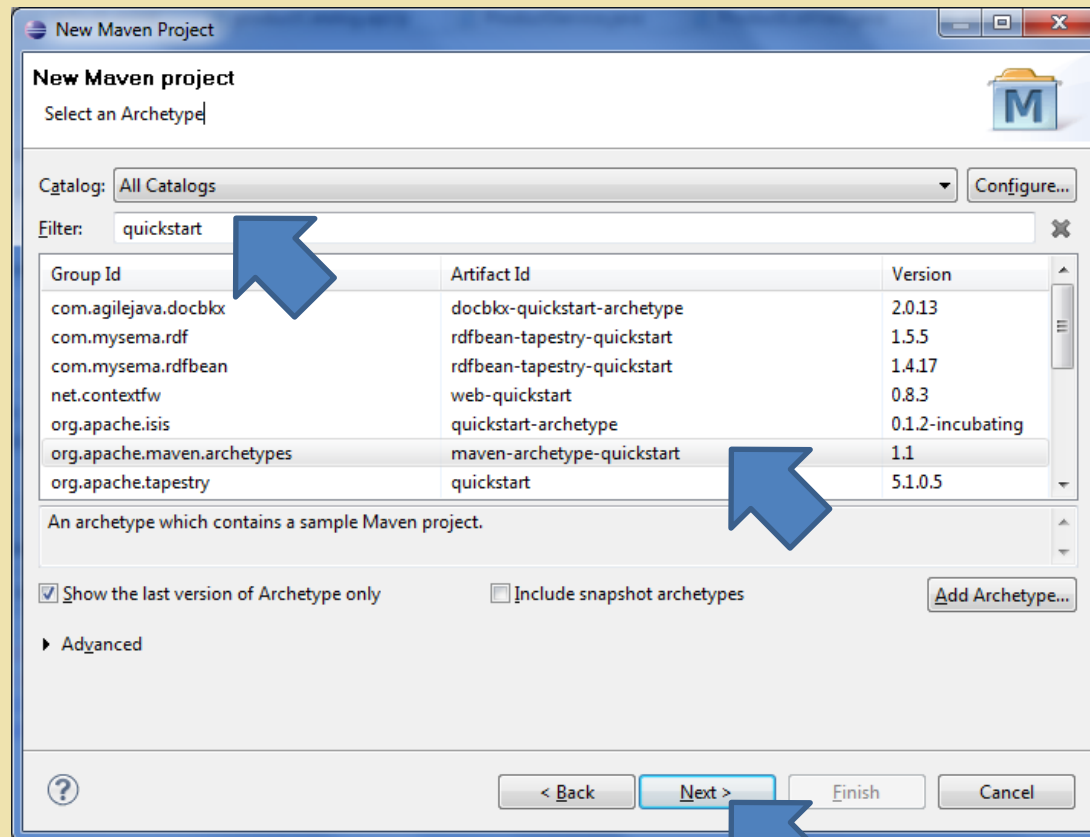 New Maven Project
New Maven project
Select an Archetype
M
Catalog: All Catalogs Configure...
Filter: quickstart
Group Id Artifact Id Version
com.agilejava.docbkx docbkx-quickstart-archetype 2.0.13
com.mysema.rdf rdfbean-tapestry-quickstart 1.5.5
com.mysema.rdfbean rdfbean-tapestry-quickstart 1.4.17
net.contextfw web-quickstart 0.8.3
org.apache.isis quickstart-archetype 0.1.2-incubating
org.apache.maven.archetypes maven-archetype-quickstart 1.1
org.apache.tapestry quickstart 5.1.0.5
An archetype which contains a sample Maven project.
Show the last version of Archetype only Include snapshot archetypes Add Archetype...
Advanced
? < Back Next > Finish Cancel